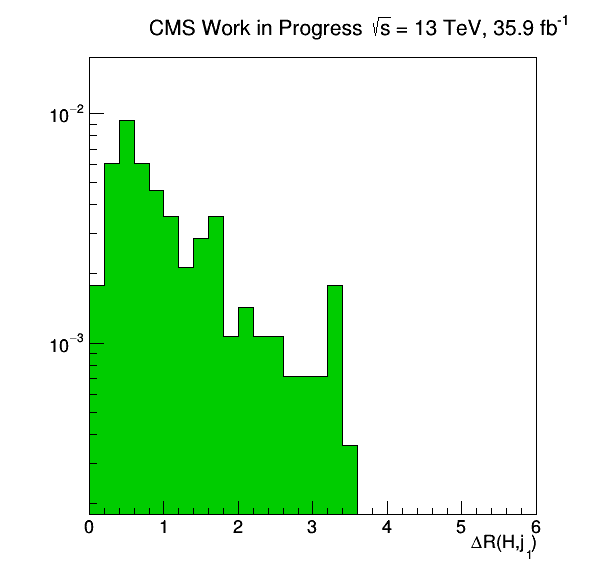 CMS Work in Progress √s = 13 TeV, 35.9 fb⁻¹
10⁻²
10⁻³
0 1 2 3 4 5 6
ΔR(H,j₁)